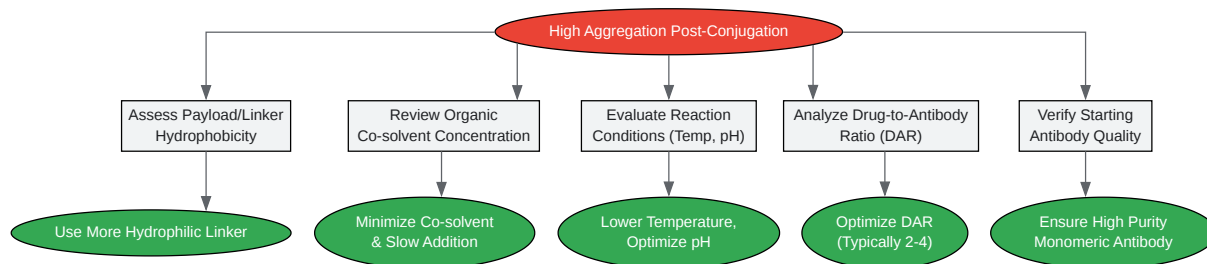 High Aggregation Post-Conjugation
Assess Payload/Linker
Hydrophobicity
Review Organic
Co-solvent Concentration
Evaluate Reaction
Conditions (Temp, pH)
Analyze Drug-to-Antibody
Ratio (DAR)
Verify Starting
Antibody Quality
Use More Hydrophilic Linker
Minimize Co-solvent
& Slow Addition
Lower Temperature,
Optimize pH
Optimize DAR
(Typically 2-4)
Ensure High Purity
Monomeric Antibody